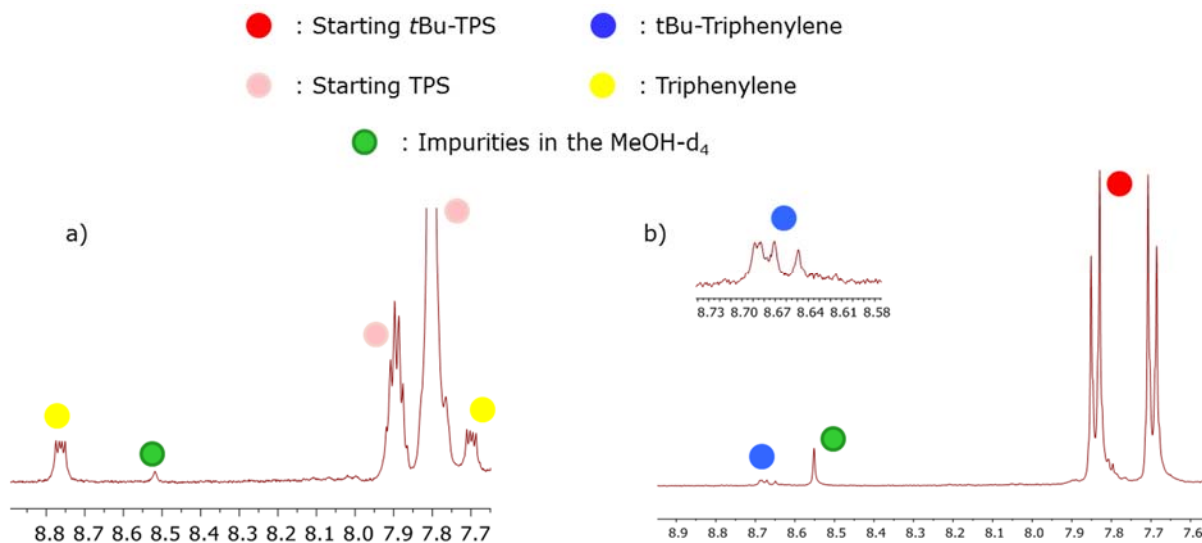 : Starting tBu-TPS : tBu-Triphenylene
: Starting TPS : Triphenylene
: Impurities in the MeOH-d₄
a) b)
8.73 8.70 8.67 8.64 8.61 8.58
8.8 8.7 8.6 8.5 8.4 8.3 8.2 8.1 8.0 7.9 7.8 7.7
8.9 8.8 8.7 8.6 8.5 8.4 8.3 8.2 8.1 8.0 7.9 7.8 7.7 7.6